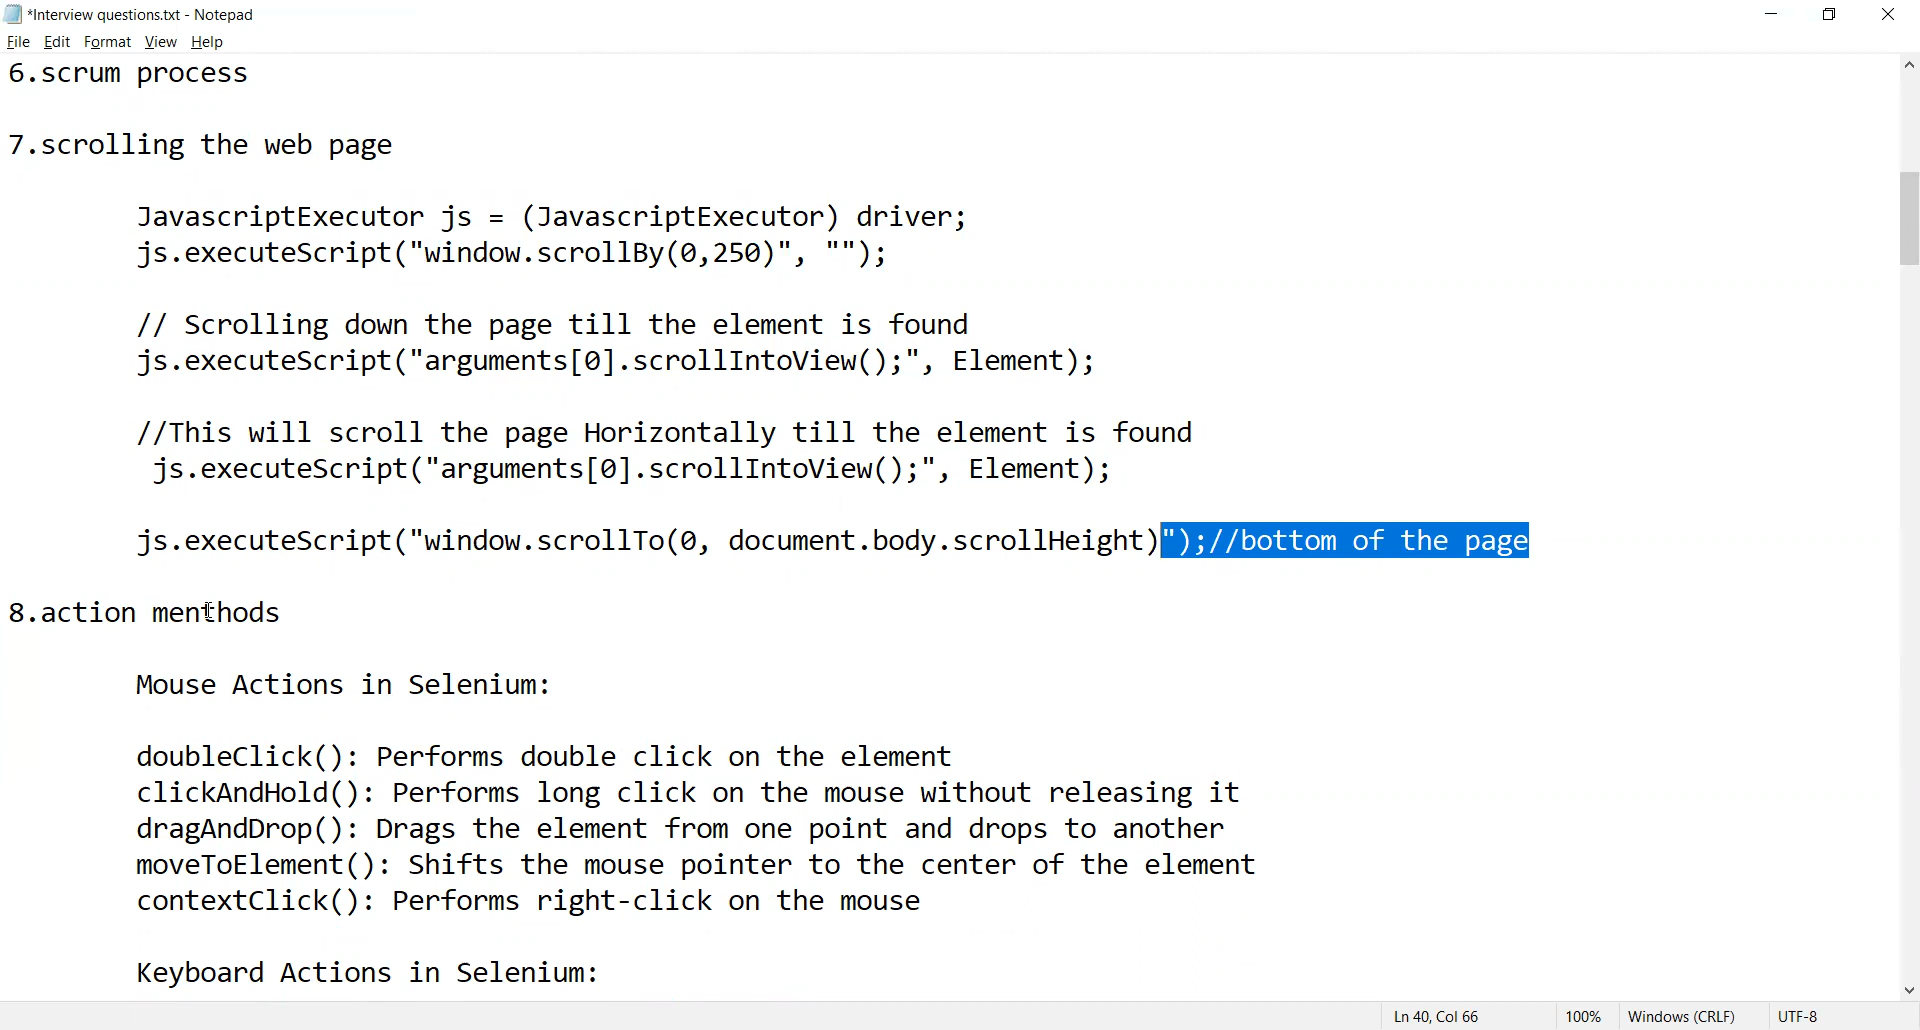 *Interview questions.txt - Notepad
File Edit Format View Help
6.scrum process
7.scrolling the web page
JavascriptExecutor js = (JavascriptExecutor) driver;
js.executeScript("window.scrollBy(0,250)", "");
// Scrolling down the page till the element is found
js.executeScript("arguments[0].scrollIntoView();", Element);
//This will scroll the page Horizontally till the element is found
js.executeScript("arguments[0].scrollIntoView();", Element);
js.executeScript("window.scrollTo(0, document.body.scrollHeight)");//bottom of the page
8.action menthods
Mouse Actions in Selenium:
doubleClick(): Performs double click on the element
clickAndHold(): Performs long click on the mouse without releasing it
dragAndDrop(): Drags the element from one point and drops to another
moveToElement(): Shifts the mouse pointer to the center of the element
contextClick(): Performs right-click on the mouse
Keyboard Actions in Selenium:
Ln 40, Col 66 100% Windows (CRLF) UTF-8